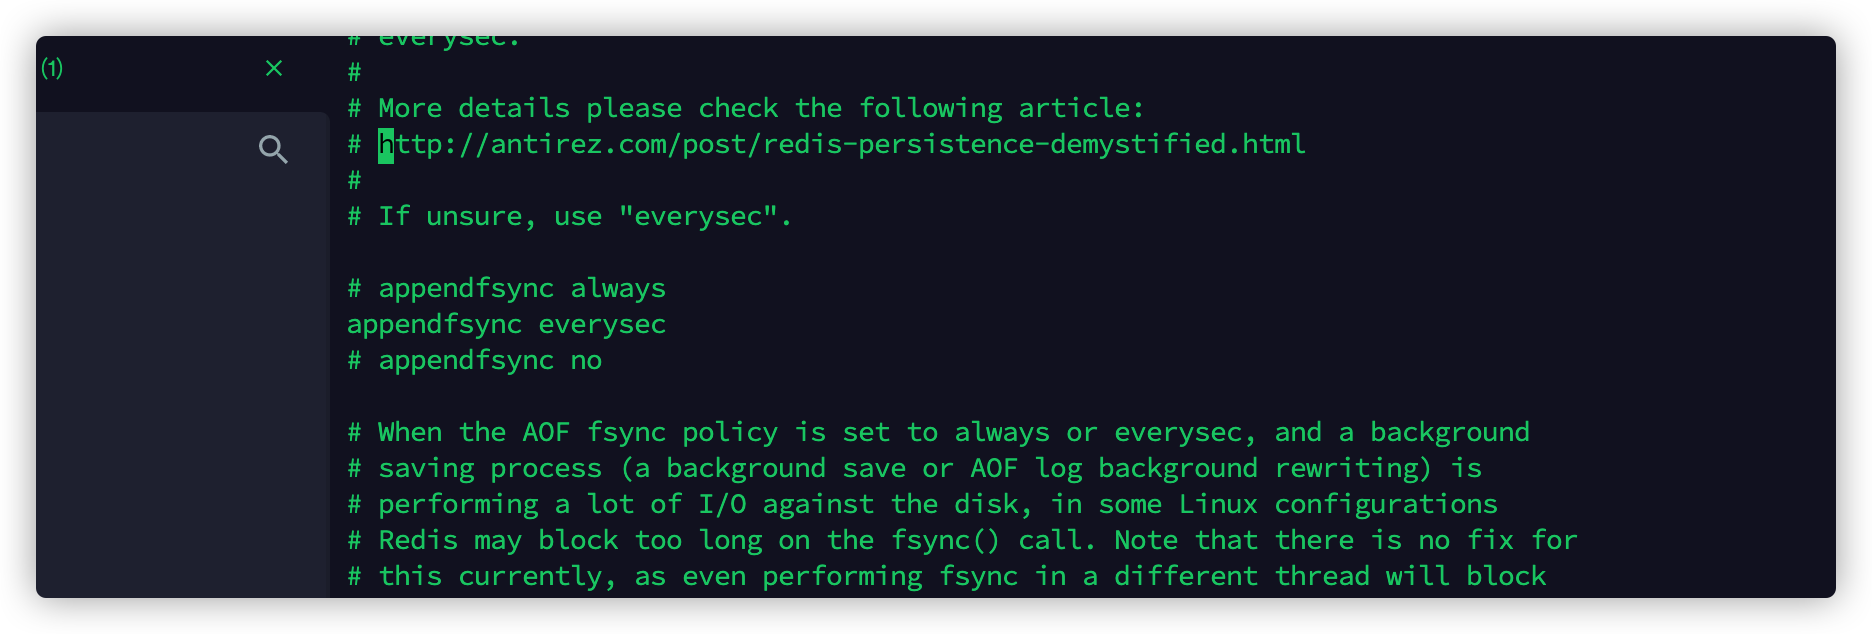 (1)
# everysec.
#
# More details please check the following article:
# http://antirez.com/post/redis-persistence-demystified.html
#
# If unsure, use "everysec".
# appendfsync always
appendfsync everysec
# appendfsync no
# When the AOF fsync policy is set to always or everysec, and a background
# saving process (a background save or AOF log background rewriting) is
# performing a lot of I/O against the disk, in some Linux configurations
# Redis may block too long on the fsync() call. Note that there is no fix for
# this currently, as even performing fsync in a different thread will block